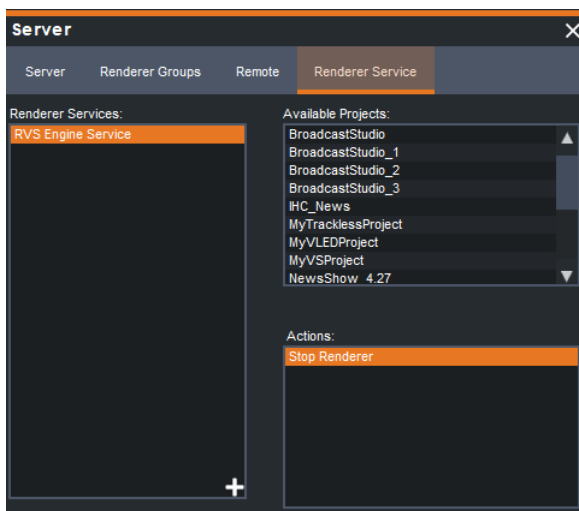 Server
Server Renderer Groups Remote Renderer Service
Renderer Services:
RVS Engine Service
Available Projects:
BroadcastStudio
BroadcastStudio_1
BroadcastStudio_2
BroadcastStudio_3
IHC_News
MyTracklessProject
MyVLEDProject
MyVSProject
NewsShow_4.27
Actions:
Stop Renderer